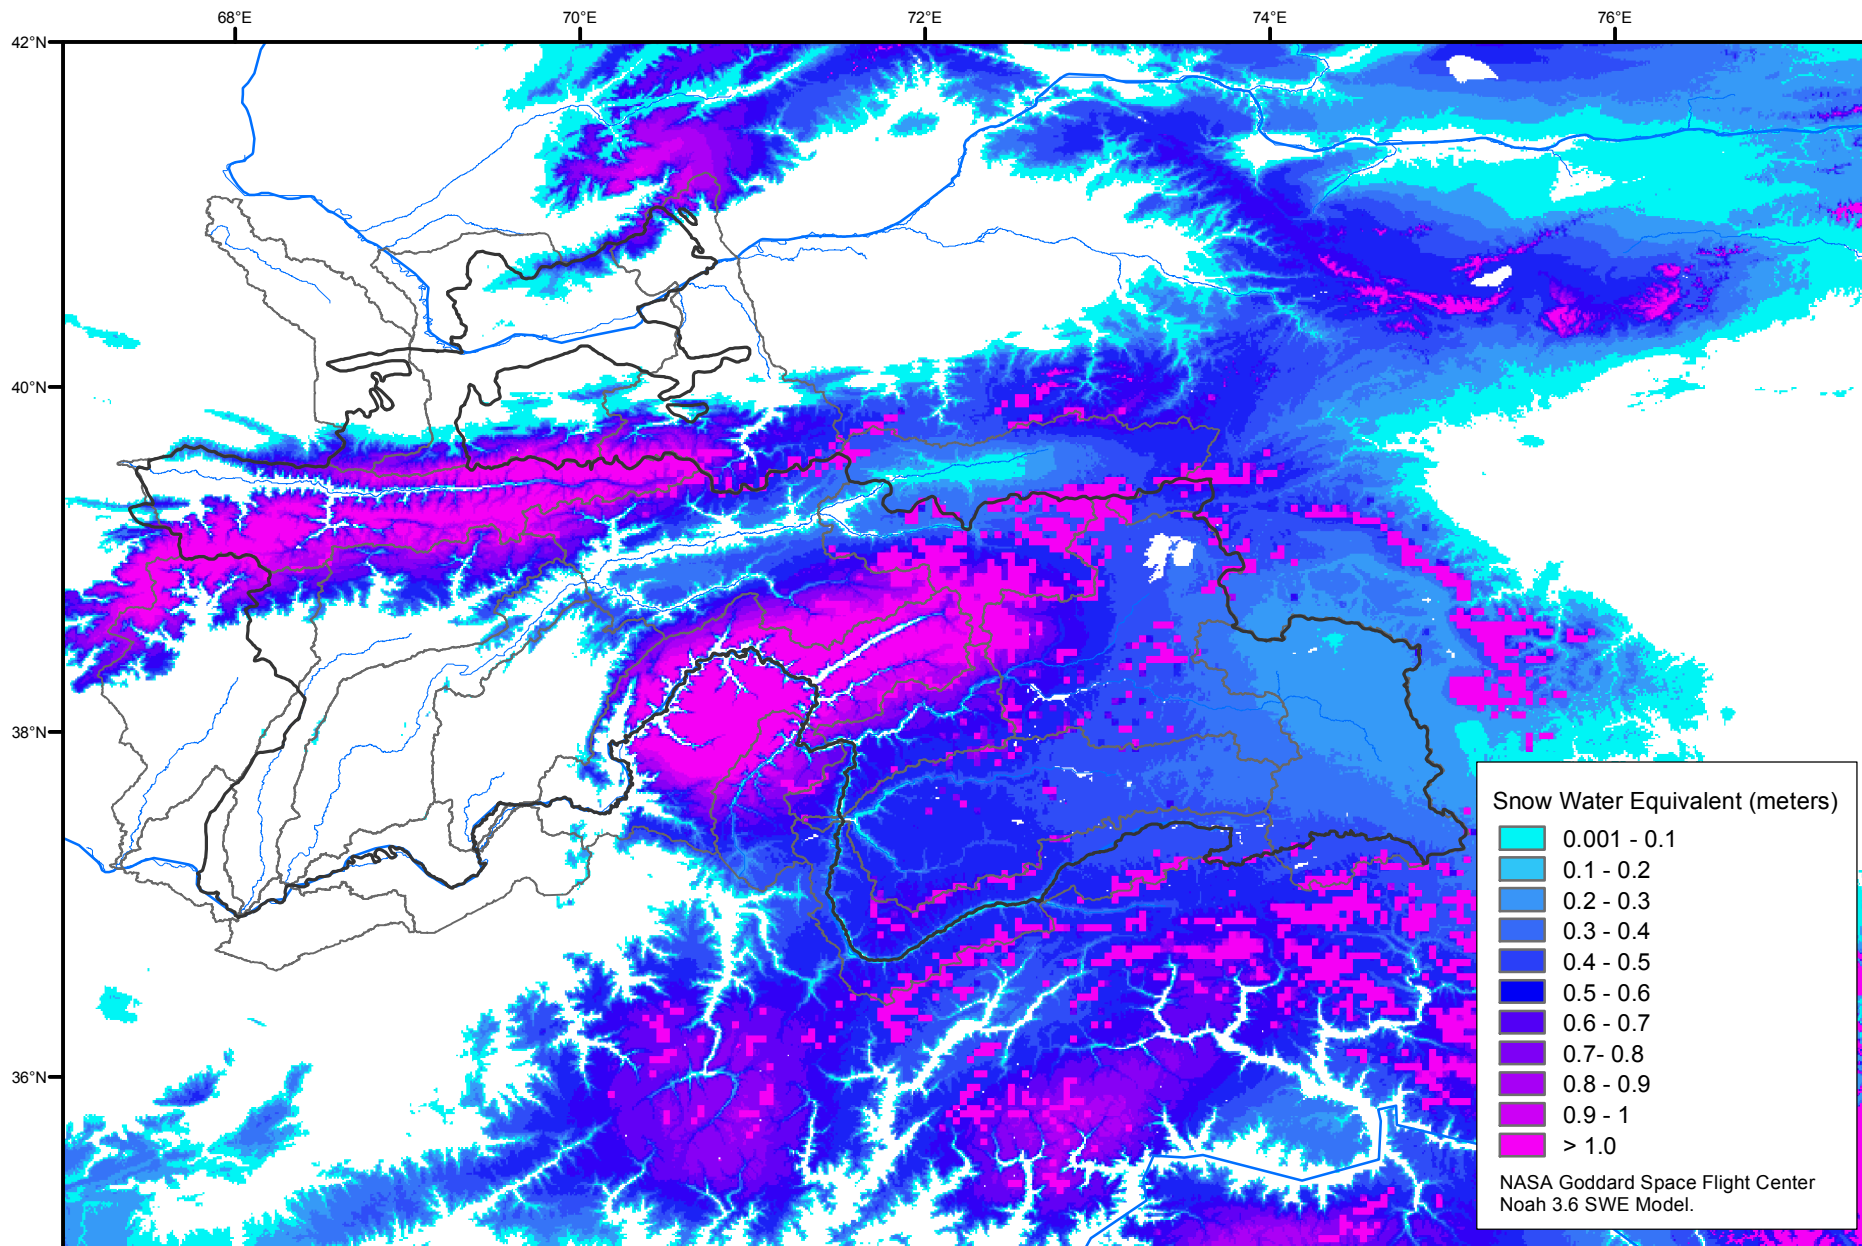 68°E 70°E 72°E 74°E 76°E
42°N
40°N
38°N
36°N
Snow Water Equivalent (meters)
0.001 - 0.1
0.1 - 0.2
0.2 - 0.3
0.3 - 0.4
0.4 - 0.5
0.5 - 0.6
0.6 - 0.7
0.7- 0.8
0.8 - 0.9
0.9 - 1
> 1.0
NASA Goddard Space Flight Center
Noah 3.6 SWE Model.